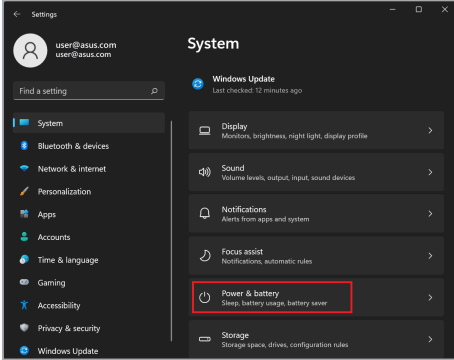 Settings
user@asus.com
user@asus.com
Find a setting
System
Bluetooth & devices
Network & internet
Personalization
Apps
Accounts
Time & language
Gaming
Accessibility
Privacy & security
Windows Update
System
Windows Update
Last checked: 12 minutes ago
Display
Monitors, brightness, night light, display profile
Sound
Volume levels, output, input, sound devices
Notifications
Alerts from apps and system
Focus assist
Notifications, automatic rules
Power & battery
Sleep, battery usage, battery saver
Storage
Storage space, drives, configuration rules